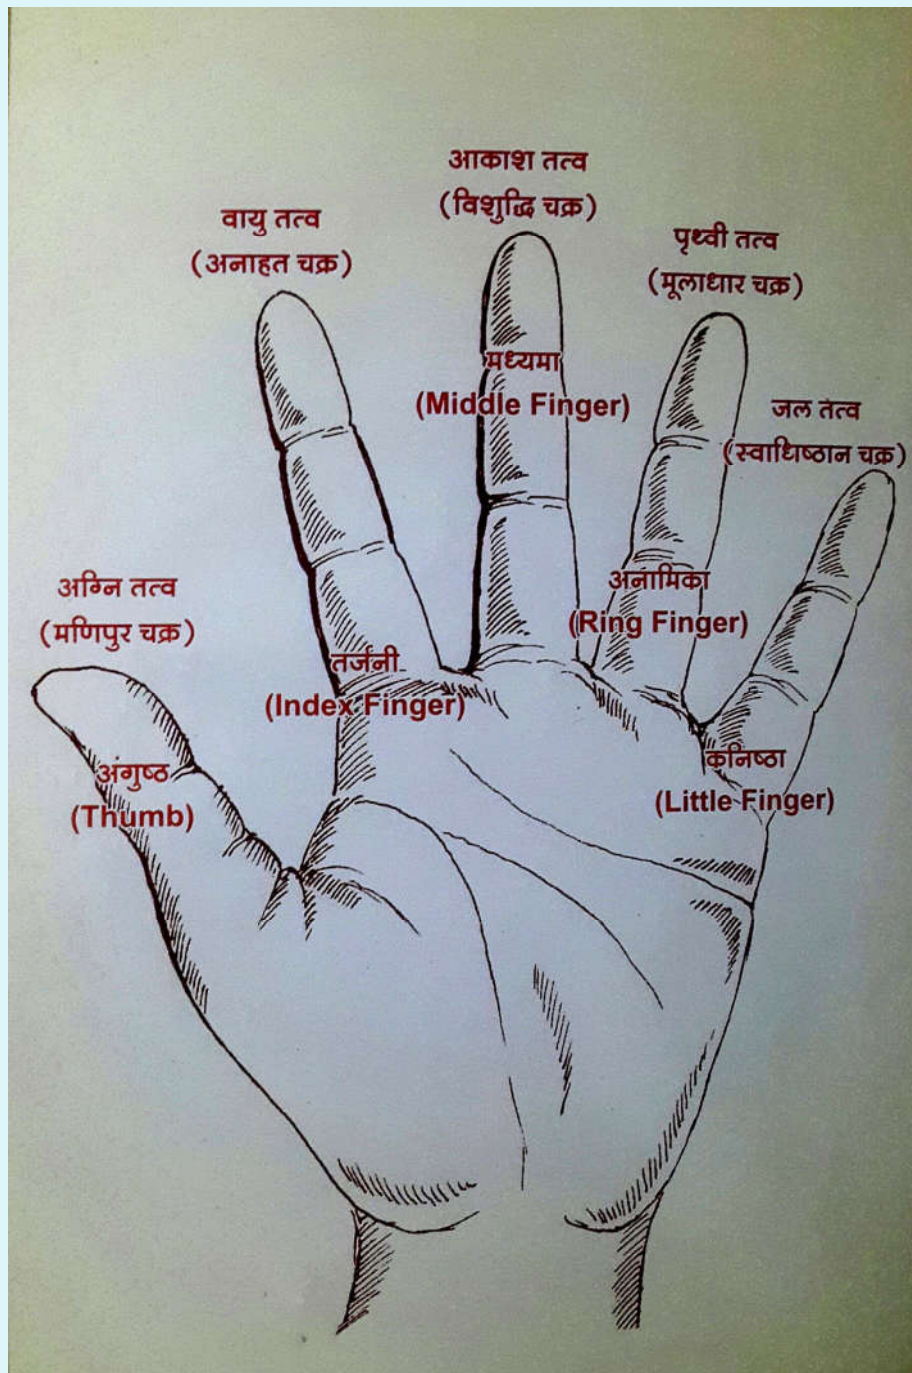 आकाश तत्व
(विशुद्धि चक्र)
वायु तत्व
(अनाहत चक्र)
पृथ्वी तत्व
(मूलाधार चक्र)
मध्यमा
(Middle Finger)
जल तत्व
(स्वाधिष्ठान चक्र)
अग्नि तत्व
(मणिपुर चक्र)
अनामिका
(Ring Finger)
तर्जनी
(Index Finger)
अंगुष्ठ
(Thumb)
कनिष्ठा
(Little Finger)